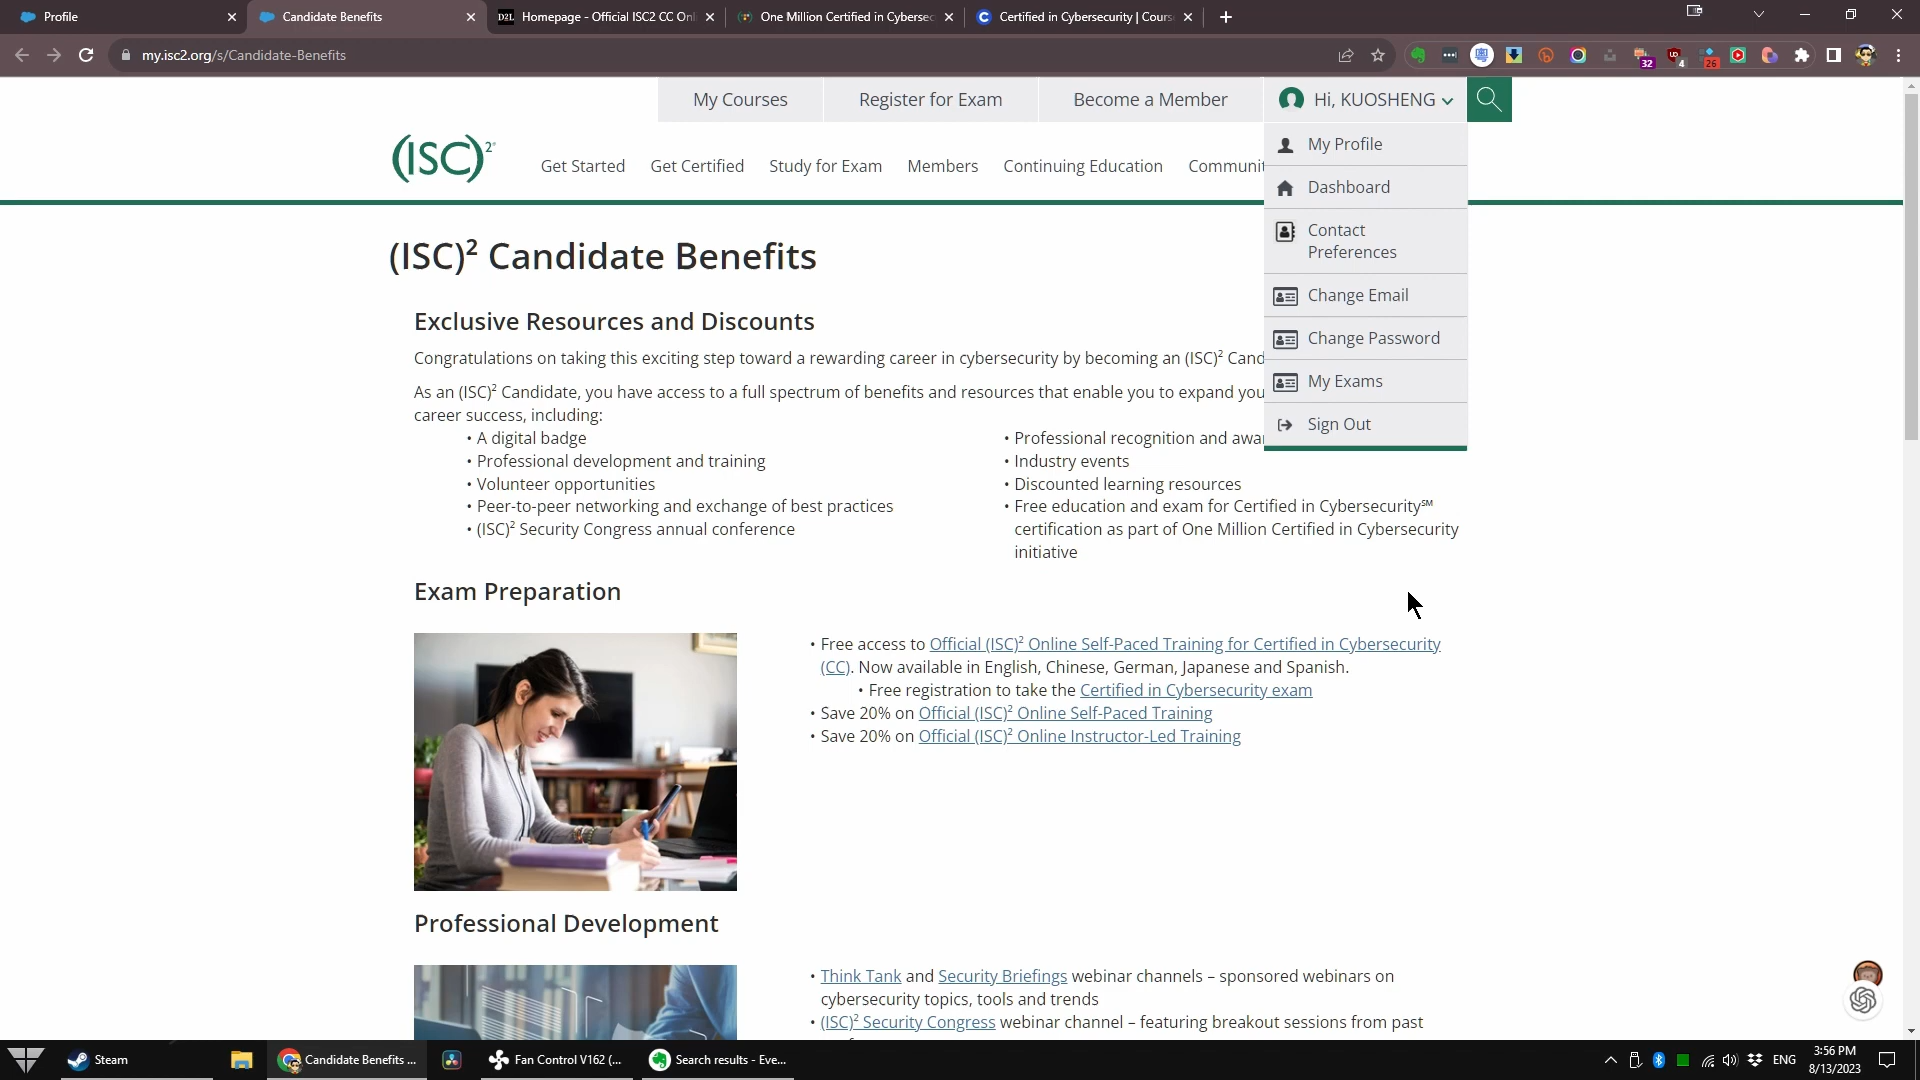 Profile
Candidate Benefits
D2L
Homepage - Official ISC2 CC Onl
One Million Certified in Cybersec
Certified in Cybersecurity | Cours
my.isc2.org/s/Candidate-Benefits
32
4
26
My Courses
Register for Exam
Become a Member
Hi, KUOSHENG
(ISC)²
Get Started
Get Certified
Study for Exam
Members
Continuing Education
Communit
My Profile
Dashboard
Contact
Preferences
Change Email
Change Password
My Exams
Sign Out
(ISC)² Candidate Benefits
Exclusive Resources and Discounts
Congratulations on taking this exciting step toward a rewarding career in cybersecurity by becoming an (ISC)² Cand
As an (ISC)² Candidate, you have access to a full spectrum of benefits and resources that enable you to expand you
career success, including:
• A digital badge
• Professional development and training
• Volunteer opportunities
• Peer-to-peer networking and exchange of best practices
• (ISC)² Security Congress annual conference
• Professional recognition and awa
• Industry events
• Discounted learning resources
• Free education and exam for Certified in Cybersecurity℠
certification as part of One Million Certified in Cybersecurity
initiative
Exam Preparation
• Free access to Official (ISC)² Online Self-Paced Training for Certified in Cybersecurity
(CC). Now available in English, Chinese, German, Japanese and Spanish.
• Free registration to take the Certified in Cybersecurity exam
• Save 20% on Official (ISC)² Online Self-Paced Training
• Save 20% on Official (ISC)² Online Instructor-Led Training
Professional Development
• Think Tank and Security Briefings webinar channels – sponsored webinars on
cybersecurity topics, tools and trends
• (ISC)² Security Congress webinar channel – featuring breakout sessions from past
Steam
Candidate Benefits ...
Fan Control V162 (...
Search results - Eve...
ENG
3:56 PM
8/13/2023